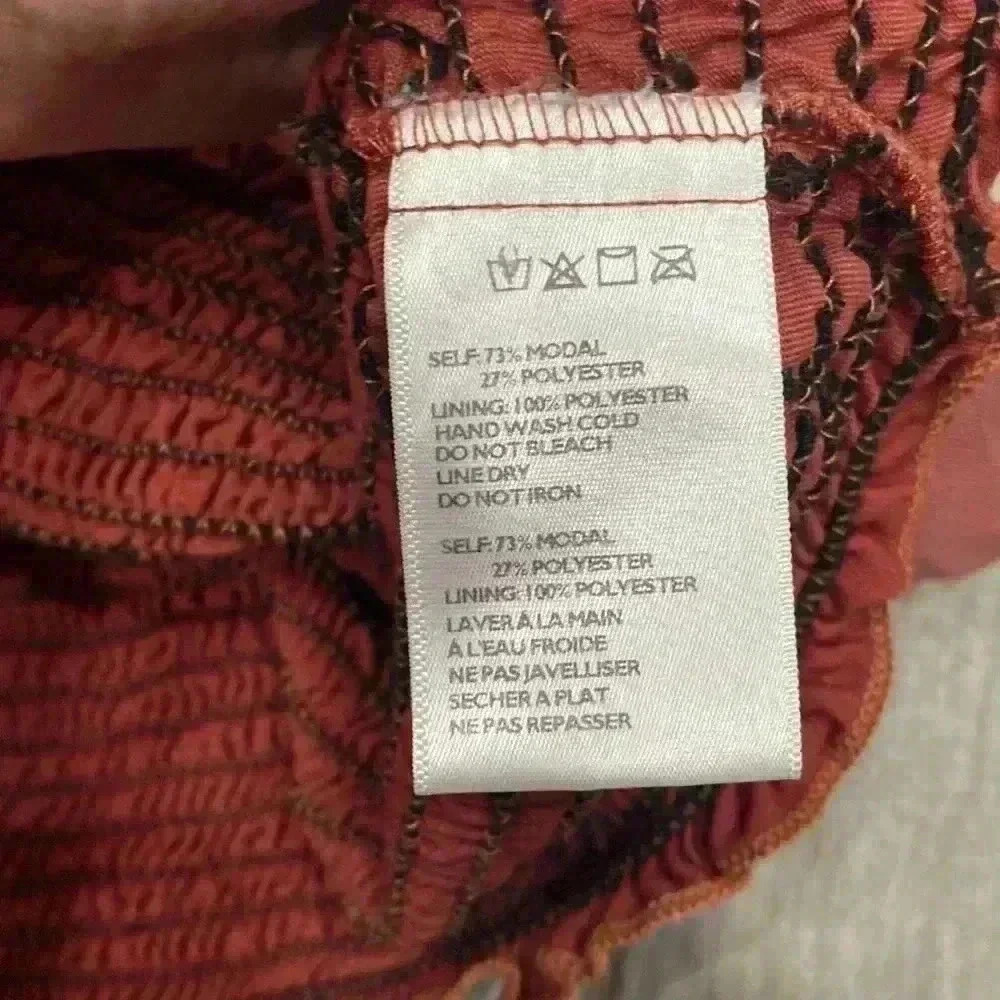 SELF: 73% MODAL
27% POLYESTER
LINING: 100% POLYESTER
HAND WASH COLD
DO NOT BLEACH
LINE DRY
DO NOT IRON
SELF: 73% MODAL
27% POLYESTER
LINING: 100% POLYESTER
LAVER Á LA MAIN
Á L'EAU FROIDE
NE PAS JAVELLISER
SECHER A PLAT
NE PAS REPASSER